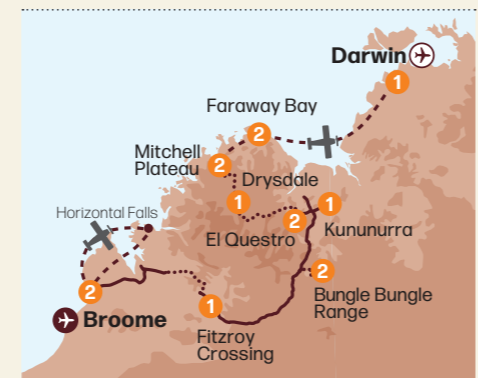 Darwin
1
Faraway Bay
2
Mitchell
Plateau
2
Drysdale
1
Horizontal Falls
El Questro
2
1
Kununurra
2
Broome
1
Fitzroy
Crossing
2
Bungle Bungle
Range